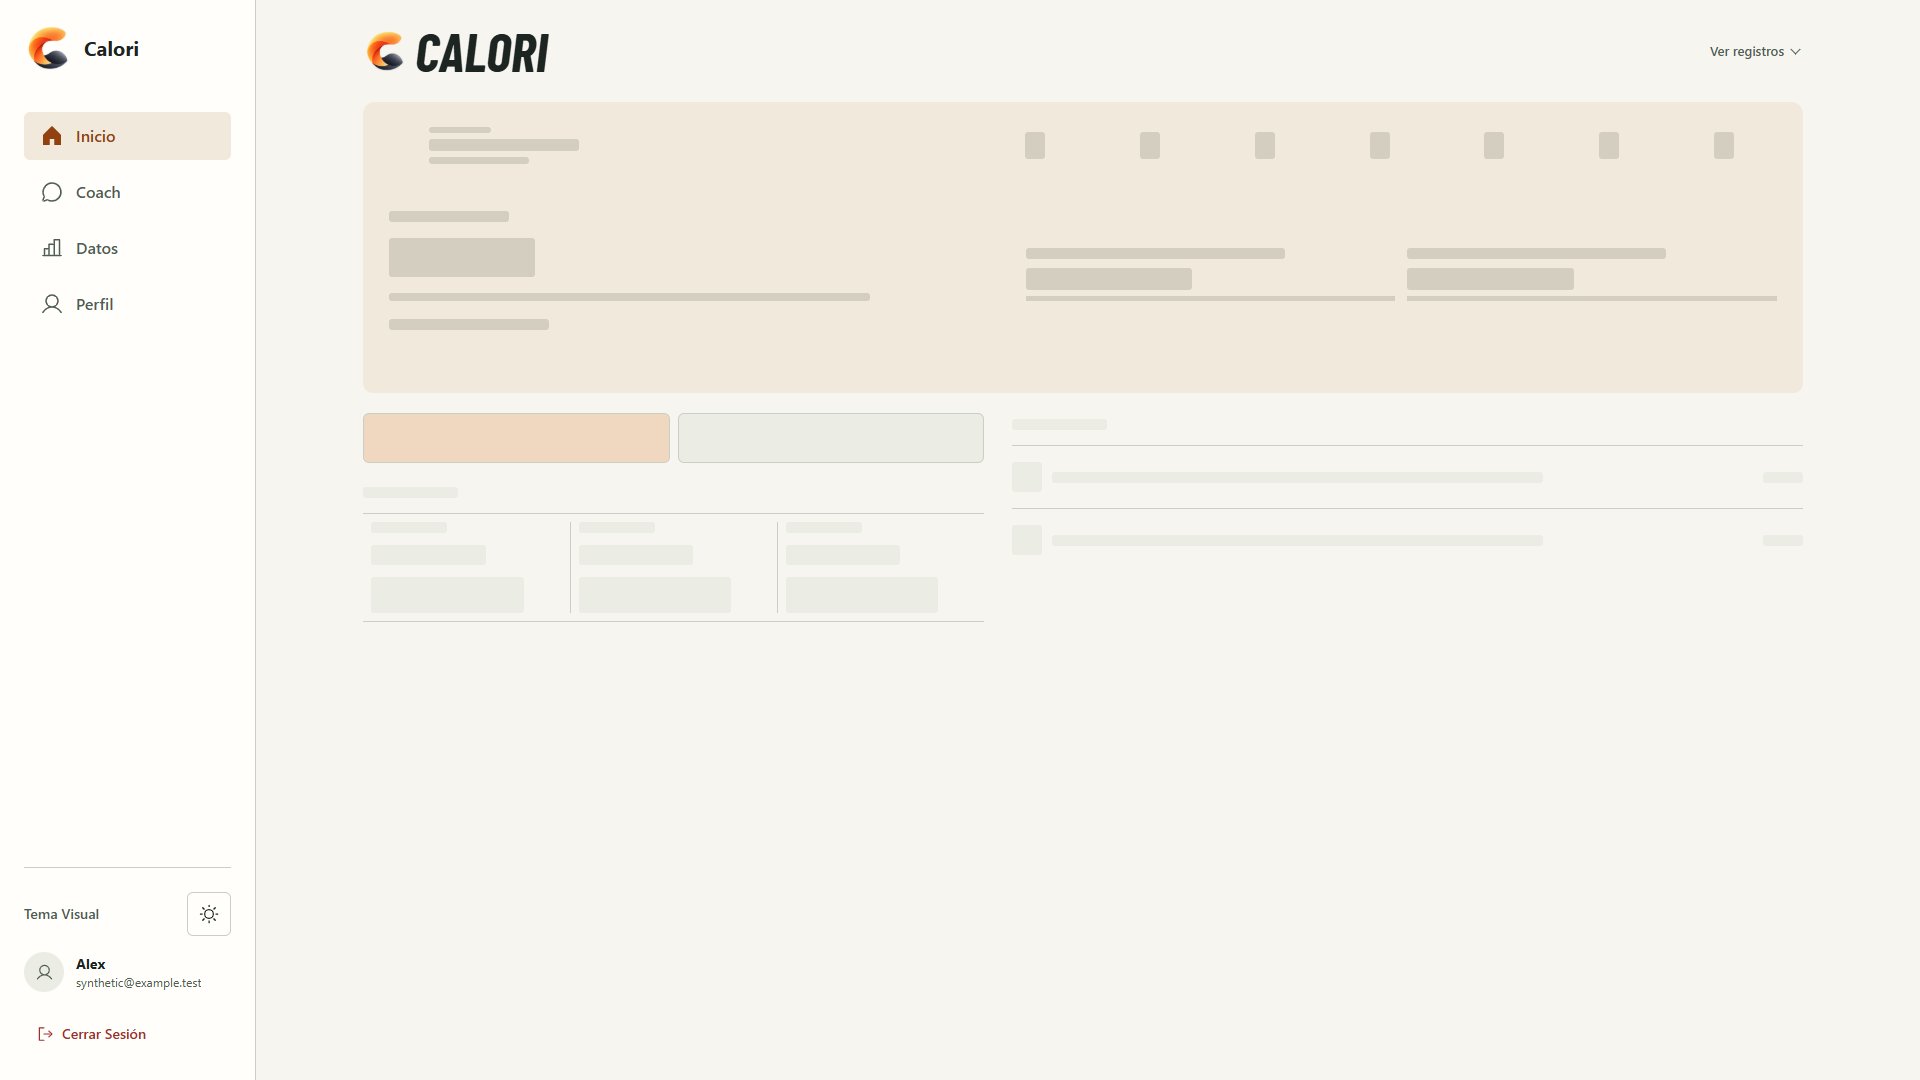 Calori
Inicio
Coach
Datos
Perfil
Tema Visual
Alex
synthetic@example.test
Cerrar Sesión
CALORI
Ver registros